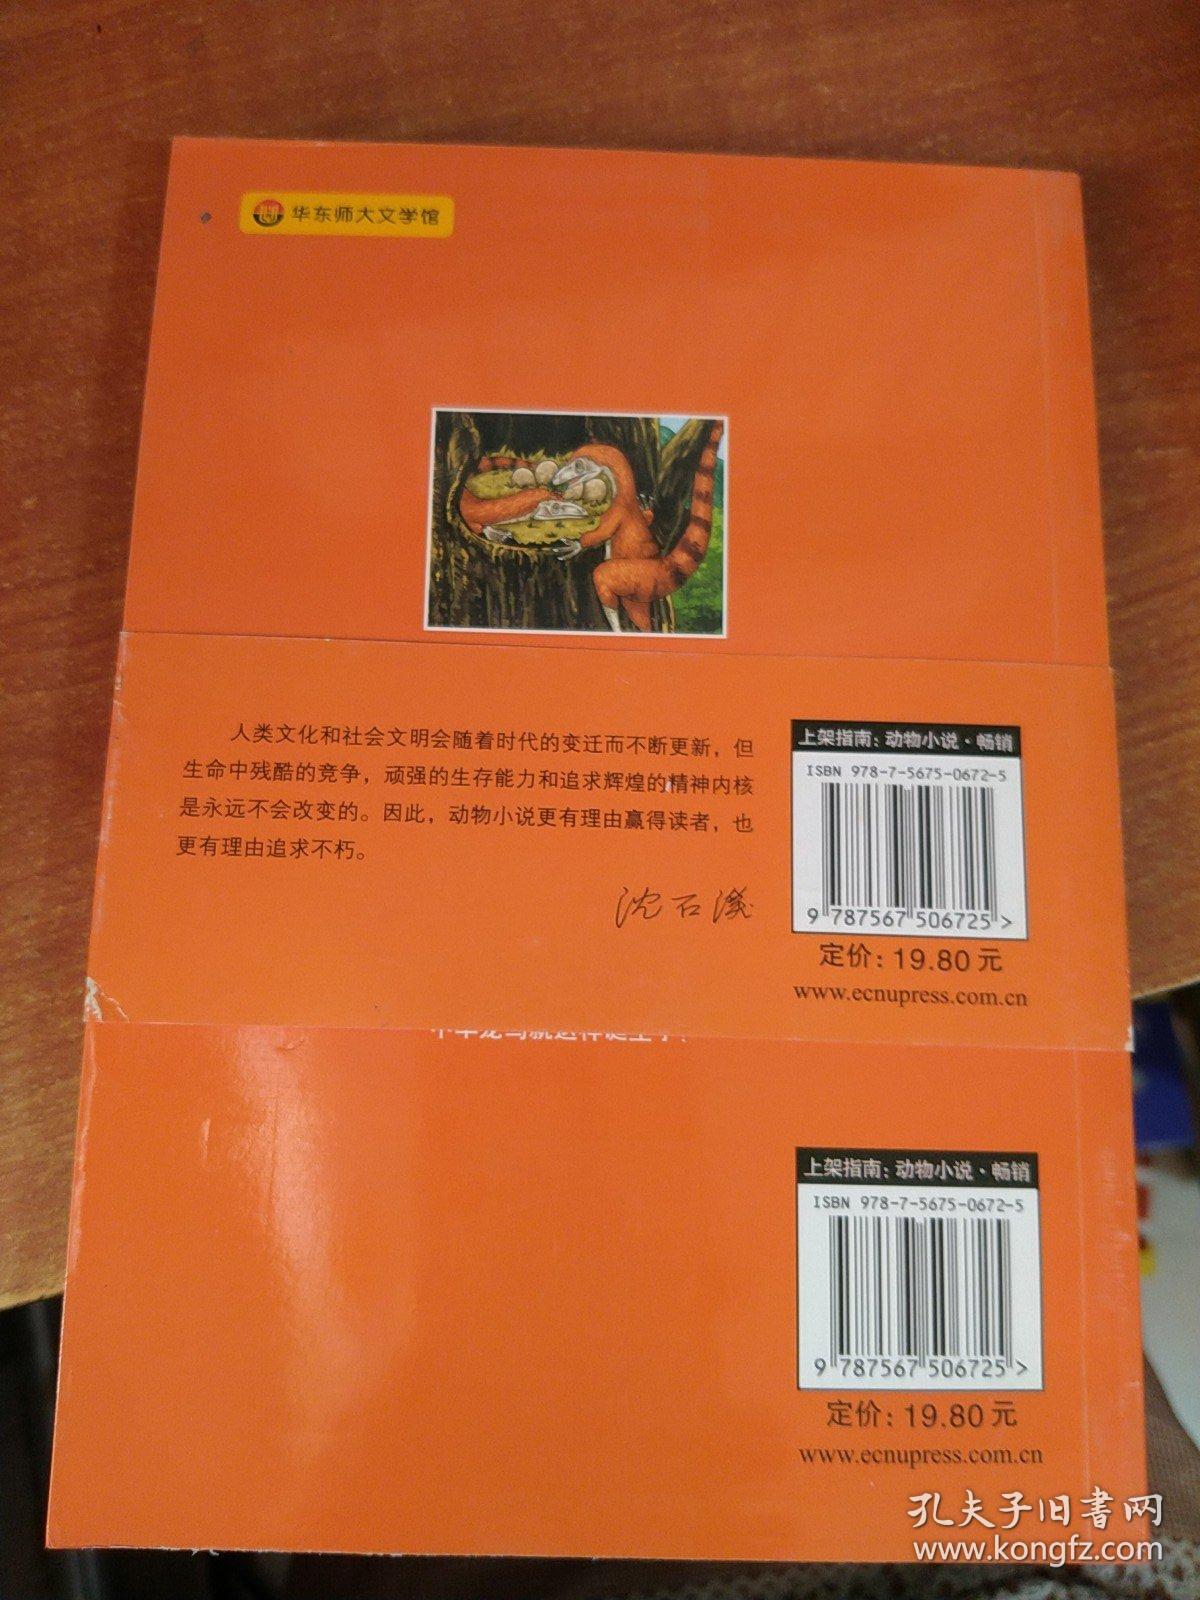 华东师大文学馆
人类文化和社会文明会随着时代的变迁而不断更新，但
生命中残酷的竞争，顽强的生存能力和追求辉煌的精神内核
是永远不会改变的。因此，动物小说更有理由赢得读者，也
更有理由追求不朽。
沈石溪
上架指南：动物小说·畅销
ISBN 978-7-5675-0672-5
9 787567 506725 >
定价：19.80元
www.ecnupress.com.cn
上架指南：动物小说·畅销
ISBN 978-7-5675-0672-5
9 787567 506725 >
定价：19.80元
www.ecnupress.com.cn
孔夫子旧书网
www.kongfz.com